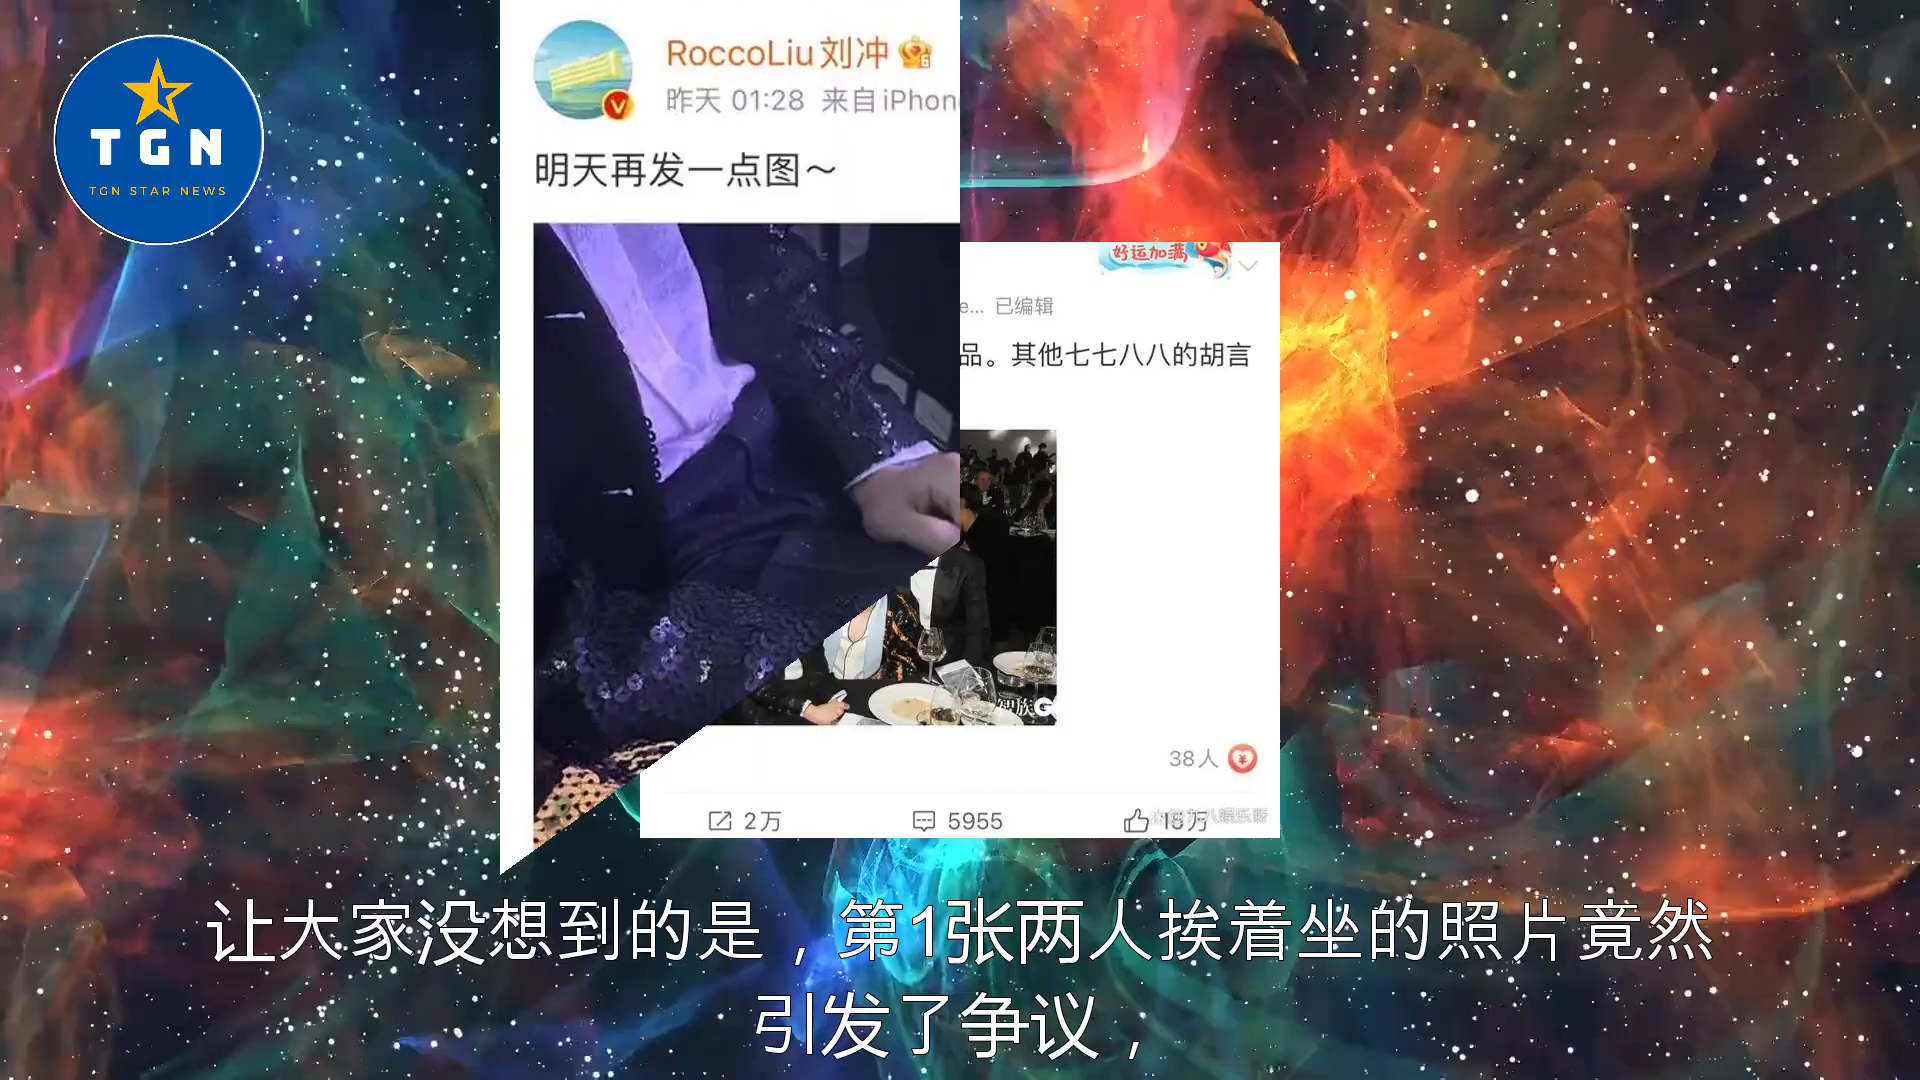 TGN
TGN STAR NEWS
RoccoLiu刘冲
昨天 01:28 来自iPhon
明天再发一点图～
好运加满
e... 已编辑
品。其他七七八八的胡言
智族G
38人
2万
5955
让大家没想到的是，第1张两人挨着坐的照片竟然
引发了争议，